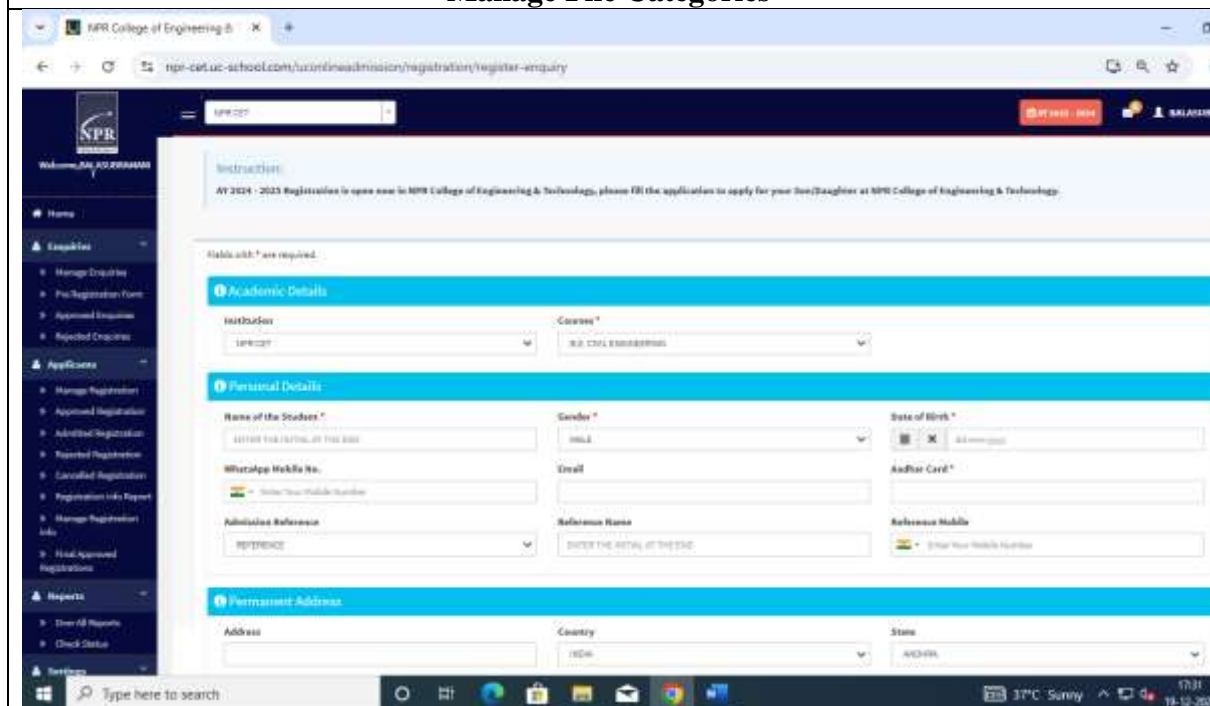 Manage File Categories
NPR College of Engineering &
npr-cet.uc-school.com/uconlineadmission/registration/register-enquiry
NPR
NPR CET
Instruction:
AY 2024 - 2025 Registration is open now in NPR College of Engineering & Technology, please fill the application to apply for your Son/Daughter at NPR College of Engineering & Technology.
Home
Fields with * are required.
Enquiries
Manage Enquiries
Pre Registration Form
Approved Enquiries
Rejected Enquiries
Academic Details
Institution Courses *
NPR CET B.E. CIVIL ENGINEERING
Applicants
Manage Registration
Approved Registration
Admitted Registration
Rejected Registration
Cancelled Registration
Registration Info Report
Manage Registration Info
Final Approved Registrations
Personal Details
Name of the Student * Gender * Date of Birth *
ENTER THE INITIAL AT THE END MALE dd-mm-yyyy
WhatsApp Mobile No. Email Aadhar Card *
Enter Your Mobile Number
Admission Reference Reference Name Reference Mobile
REFERENCE ENTER THE INITIAL AT THE END Enter Your Mobile Number
Reports
Over All Reports
Check Status
Settings
Permanent Address
Address Country State
INDIA ANDHRA
Type here to search 37°C Sunny 17:31